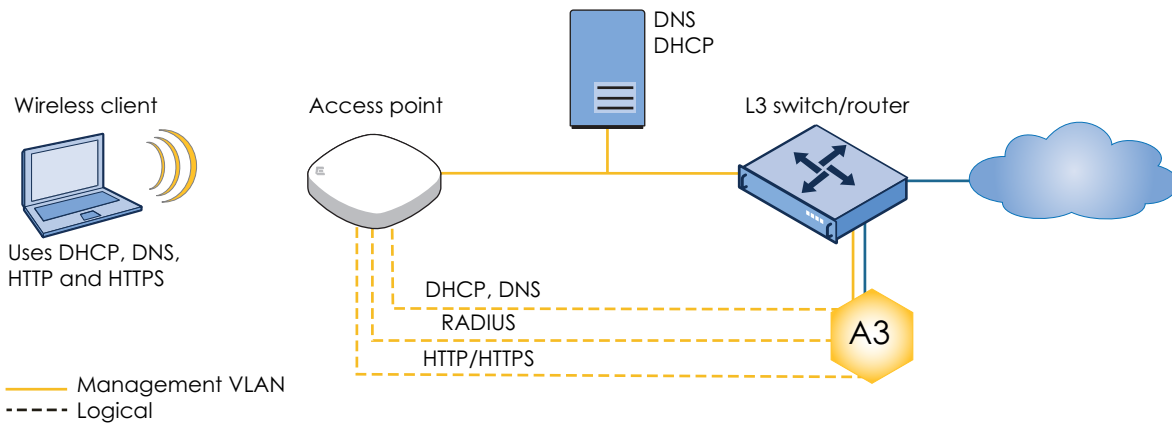 DNS
DHCP
Wireless client
Access point
L3 switch/router
Uses DHCP, DNS,
HTTP and HTTPS
DHCP, DNS
RADIUS
HTTP/HTTPS
A3
Management VLAN
Logical